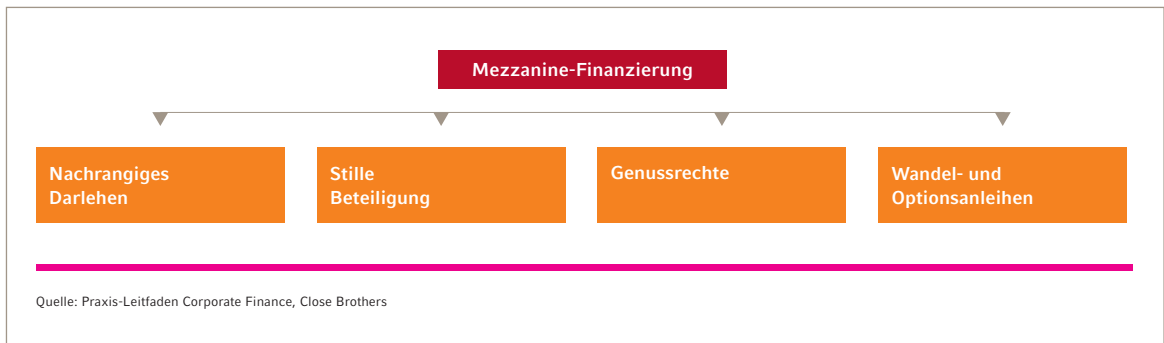 Mezzanine-Finanzierung
Nachrangiges
Darlehen
Stille
Beteiligung
Genussrechte
Wandel- und
Optionsanleihen
Quelle: Praxis-Leitfaden Corporate Finance, Close Brothers